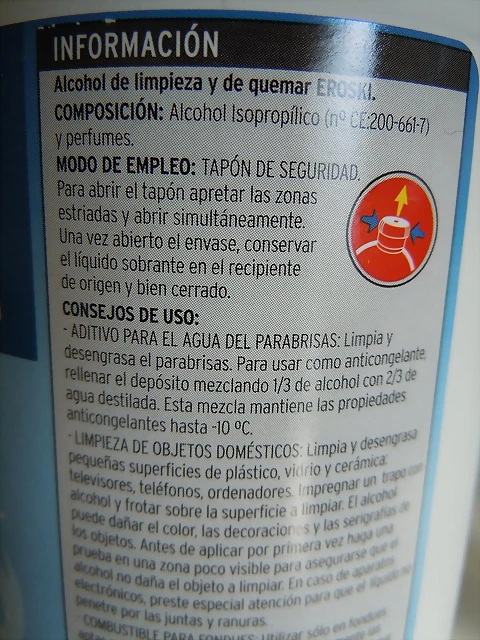 INFORMACIÓN
Alcohol de limpieza y de quemar EROSKI.
COMPOSICIÓN: Alcohol Isopropílico (nº CE:200-661-7)
y perfumes.
MODO DE EMPLEO: TAPÓN DE SEGURIDAD.
Para abrir el tapón apretar las zonas
estriadas y abrir simultáneamente.
Una vez abierto el envase, conservar
el líquido sobrante en el recipiente
de origen y bien cerrado.
CONSEJOS DE USO:
- ADITIVO PARA EL AGUA DEL PARABRISAS: Limpia y
desengrasa el parabrisas. Para usar como anticongelante,
rellenar el depósito mezclando 1/3 de alcohol con 2/3 de
agua destilada. Esta mezcla mantiene las propiedades
anticongelantes hasta -10 ºC.
- LIMPIEZA DE OBJETOS DOMÉSTICOS: Limpia y desengrasa
pequeñas superficies de plástico, vidrio y cerámica:
televisores, teléfonos, ordenadores. Impregnar un trapo con
alcohol y frotar sobre la superficie a limpiar. El alcohol
puede dañar el color, las decoraciones y las serigrafías de
los objetos. Antes de aplicar por primera vez haga una
prueba en una zona poco visible para asegurarse que el
alcohol no daña el objeto a limpiar. En caso de aparatos
electrónicos, preste especial atención para que el líquido no
penetre por las juntas y ranuras.
- COMBUSTIBLE PARA FONDUES: Utilizar sólo en fondues